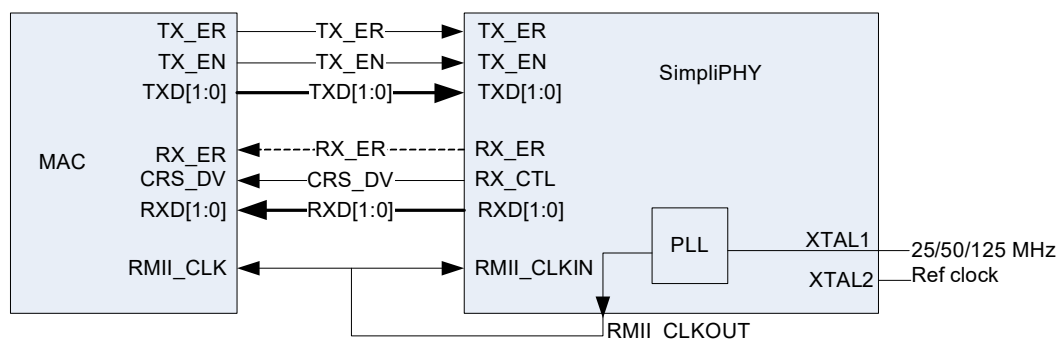 TX_ER TX_ER TX_ER
TX_EN TX_EN TX_EN
SimpliPHY
TXD[1:0] TXD[1:0] TXD[1:0]
MAC
RX_ER RX_ER RX_ER
CRS_DV CRS_DV RX_CTL
RXD[1:0] RXD[1:0] RXD[1:0]
PLL
XTAL1
25/50/125 MHz
RMII_CLK RMII_CLKIN
XTAL2
Ref clock
RMII_CLKOUT